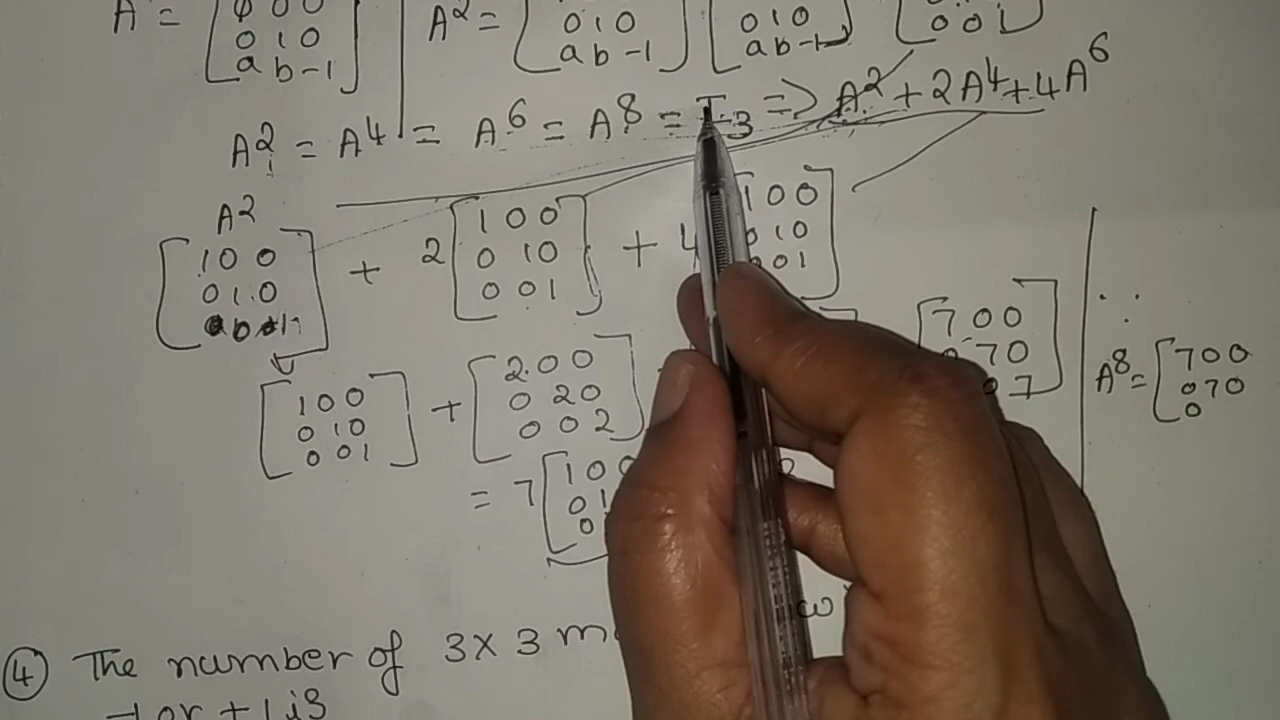 A = [ 0 0 0 | A² = [
0 1 0 0 1 0 0 1 0 0 0 1
a b -1 ] a b -1 ] a b -1 ]
A² = A⁴ = A⁶ = A⁸ = I₃ ⇒ A² + 2A⁴ + 4A⁶
A²
[ 1 0 0 + 2 [ 1 0 0 ] + 4 1 0 0 ]
0 1 0 0 1 0 0 1 0
b 0 0 1 ] 0 0 1 ]
[ 1 0 0 ] + [ 2 0 0 ] [ 7 0 0 ] ∴
0 1 0 0 2 0 7 0 A⁸ = [ 7 0 0
0 0 1 0 0 2 7 0 7 0
= 7 [ 1 0 0 0
0 1
0
④ The number of 3 × 3 ω
-1 or +1 is